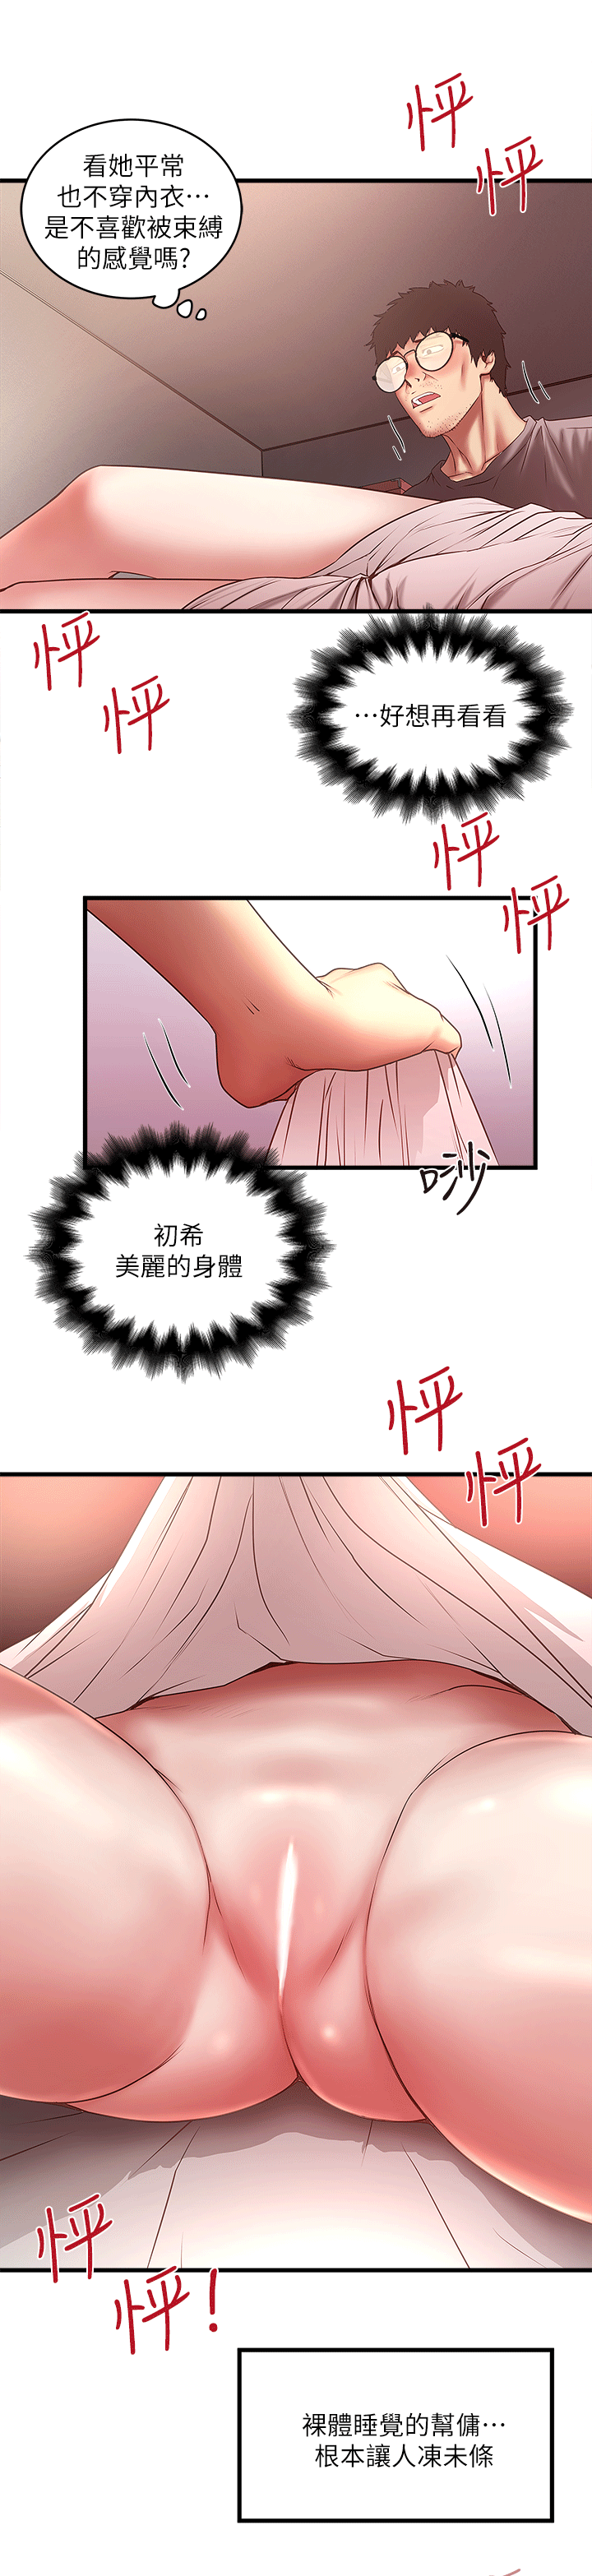 怦
怦
看她平常
也不穿內衣…
是不喜歡被束縛
的感覺嗎?
怦
怦
…好想再看看
怦
怦
唦
初希
美麗的身體
怦
怦
怦
怦!
裸體睡覺的幫傭…
根本讓人凍未條